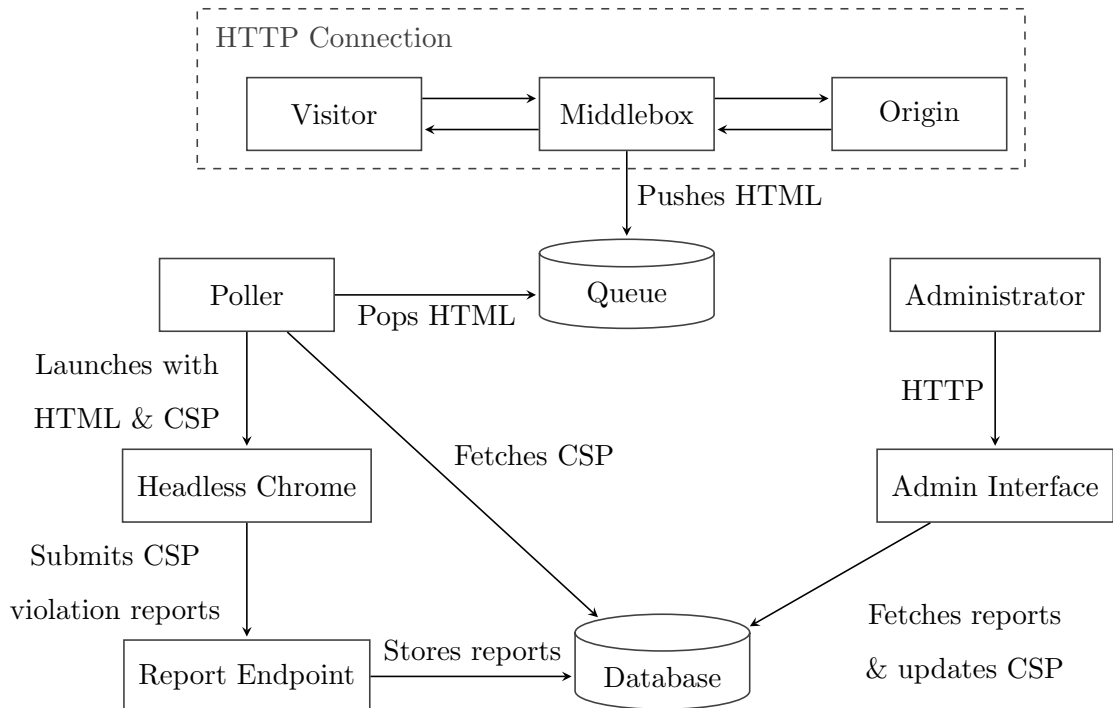 HTTP Connection
Visitor
Middlebox
Origin
Pushes HTML
Poller
Pops HTML
Queue
Administrator
Launches with
HTML & CSP
HTTP
Fetches CSP
Headless Chrome
Admin Interface
Submits CSP
violation reports
Fetches reports
& updates CSP
Report Endpoint
Stores reports
Database